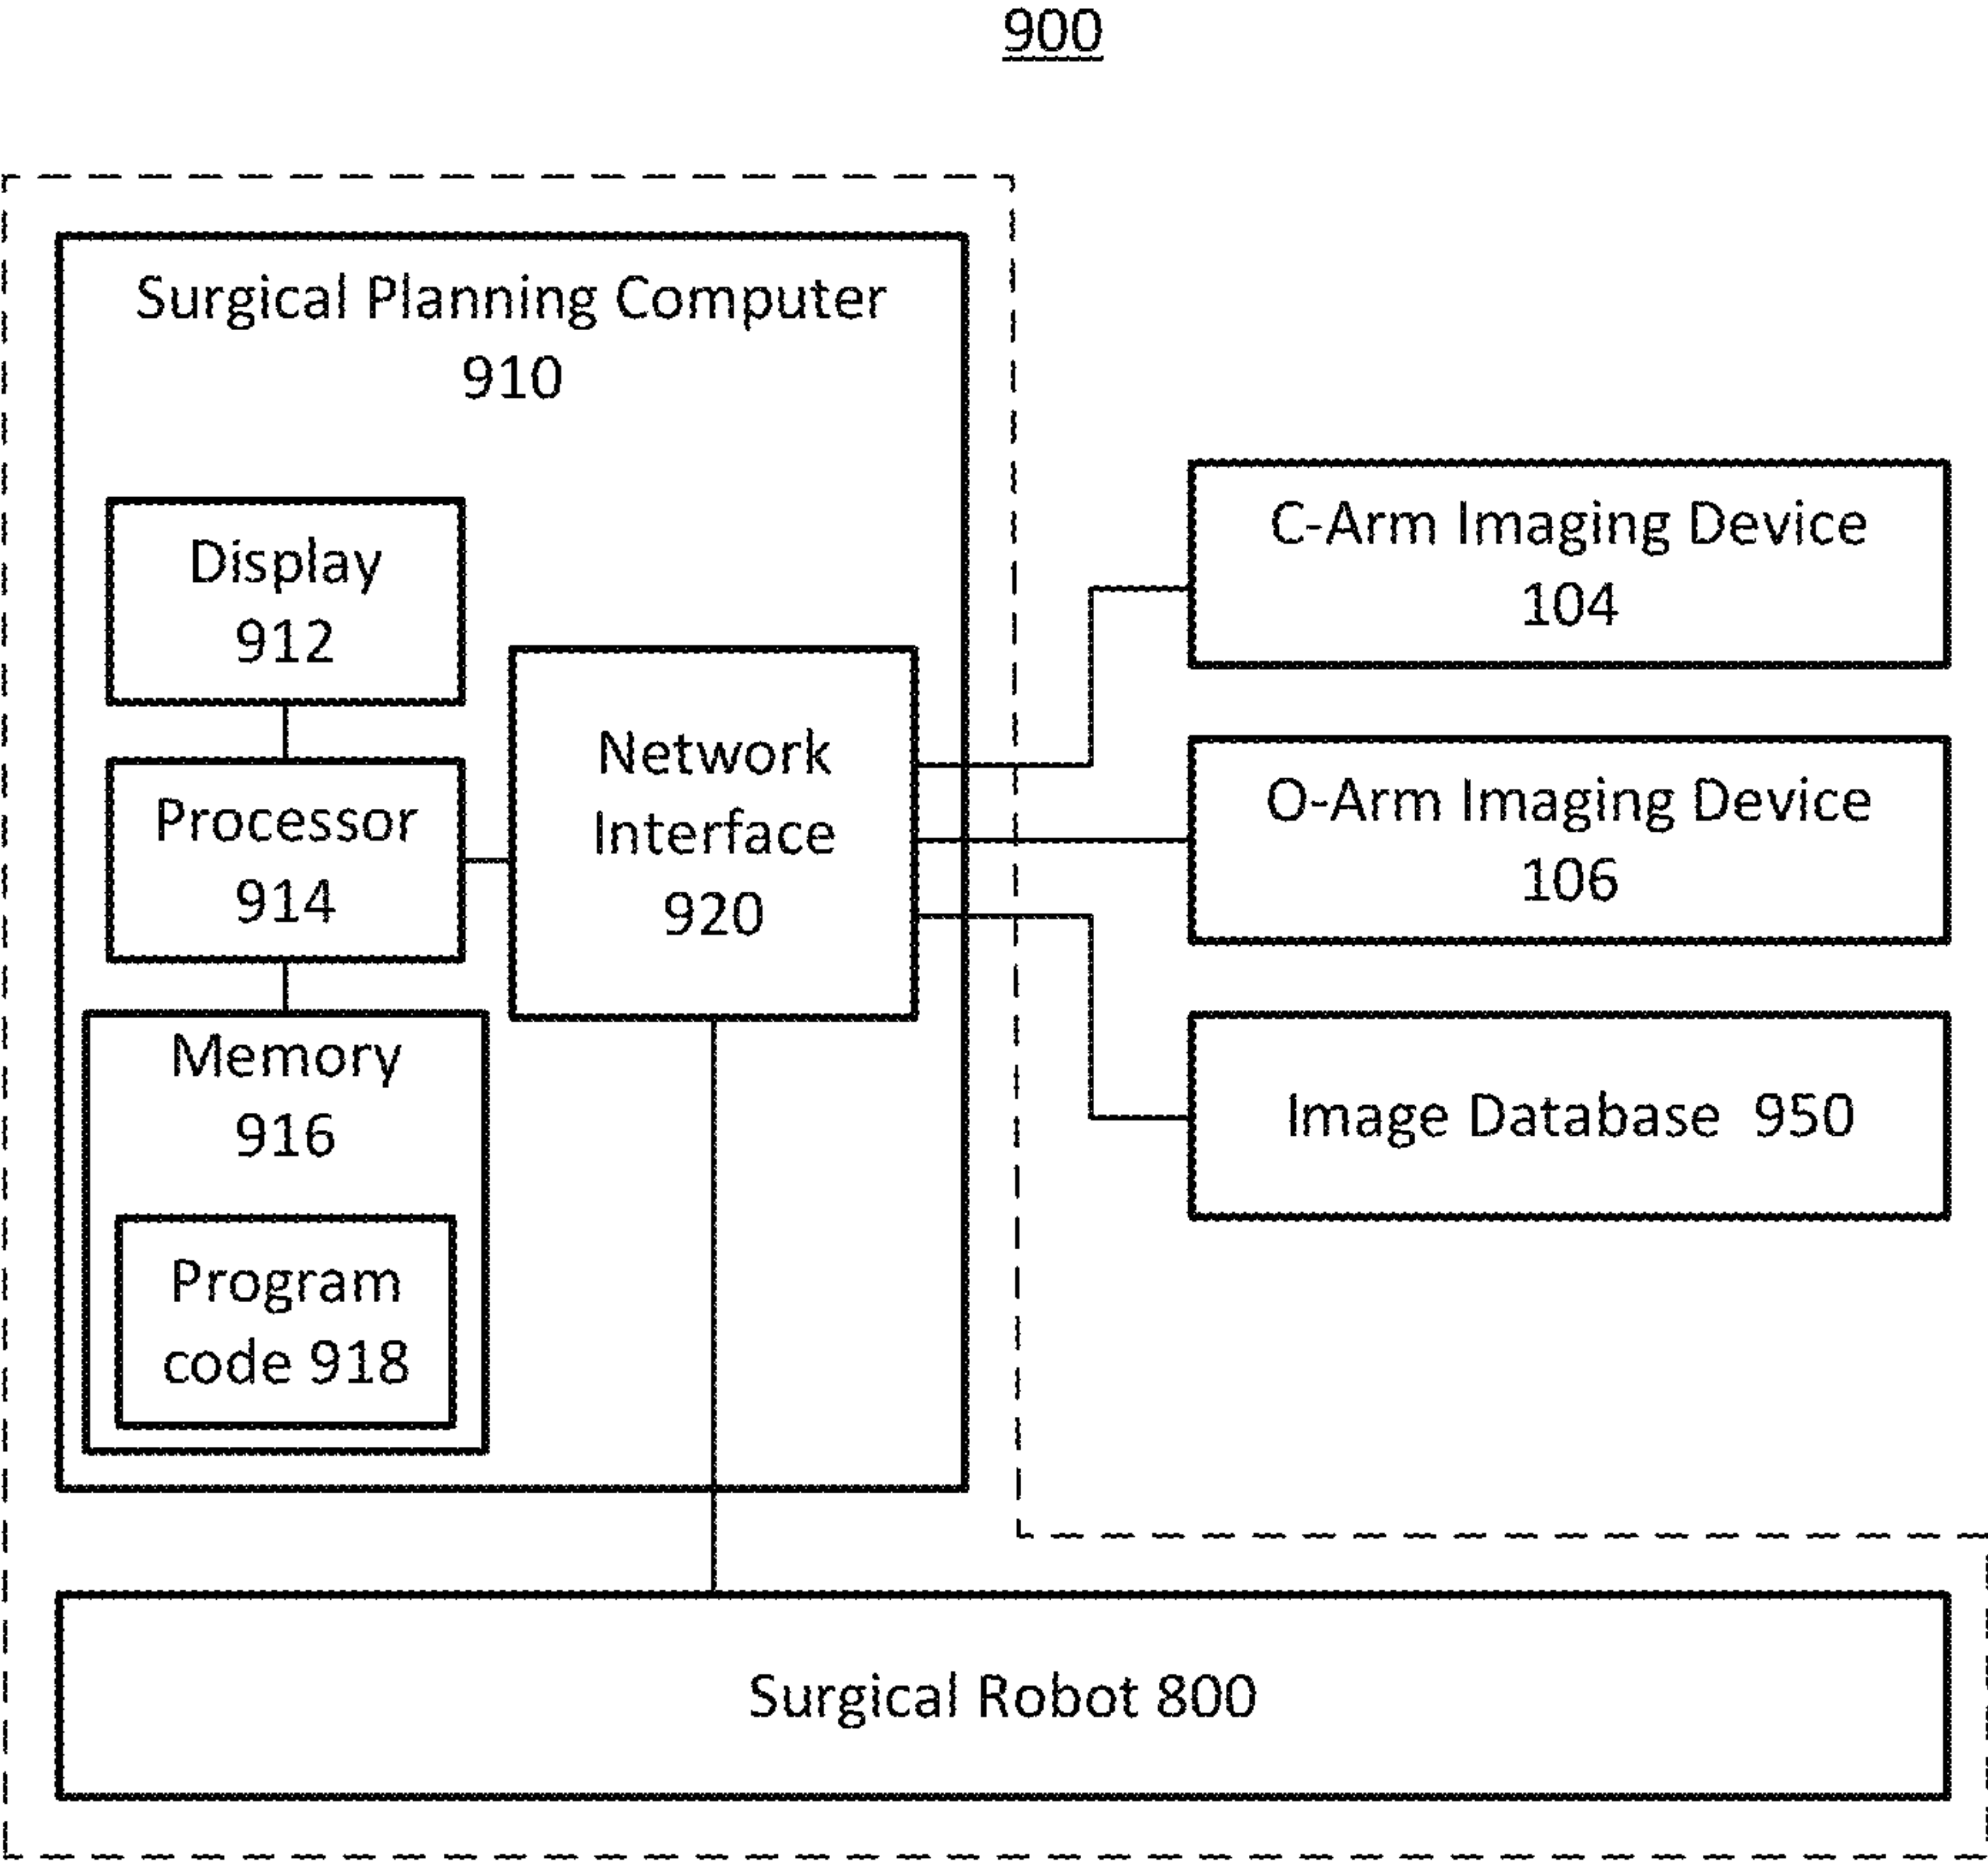 900
Surgical Planning Computer
910
Display
912
Processor
914
Memory
916
Program
code 918
Network
Interface
920
C-Arm Imaging Device
104
O-Arm Imaging Device
106
Image Database 950
Surgical Robot 800